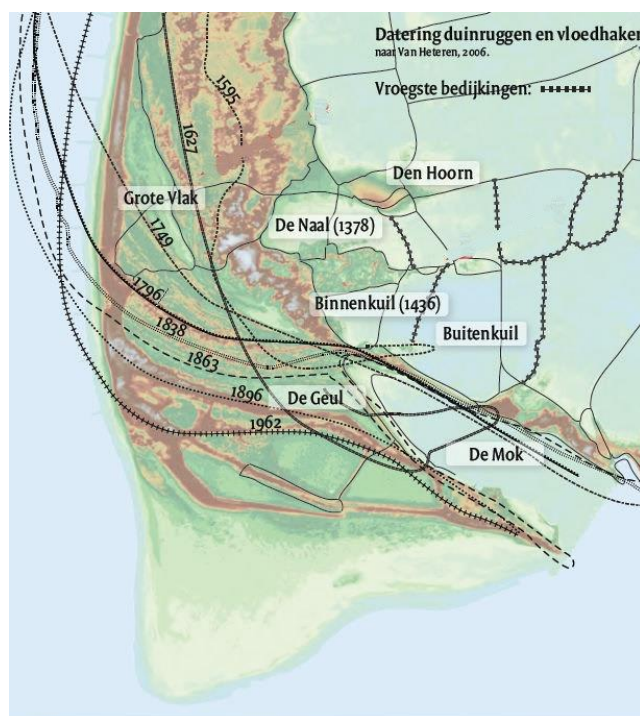 Datering duinruggen en vloedhaken
naar Van Heteren, 2006.
Vroegste bedijkingen:
1595
1627
Den Hoorn
Grote Vlak
De Naal (1378)
1749
1796
Binnenkuil (1436)
1838
Buitenkuil
1863
1896
De Geul
1962
De Mok